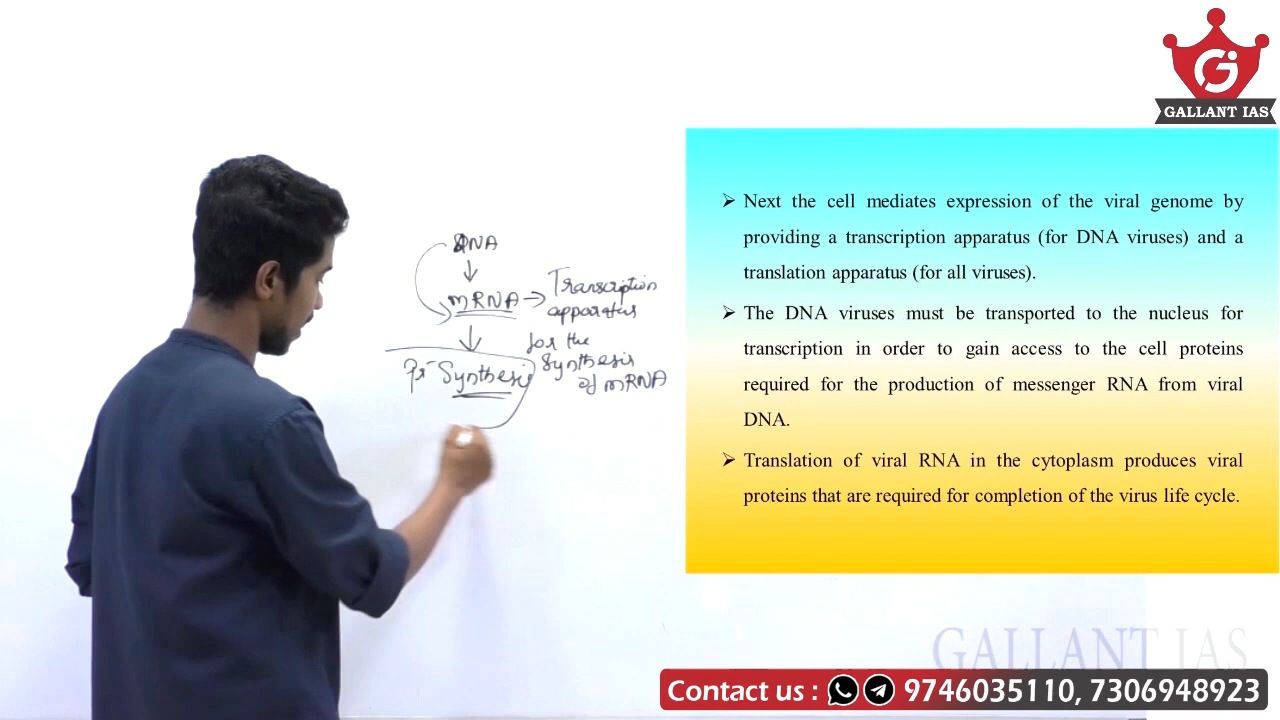 GALLANT IAS
DNA
mRNA → Transcription
apparatus
for the
Synthesis
of mRNA
Pr- Synthesis
➢ Next the cell mediates expression of the viral genome by
providing a transcription apparatus (for DNA viruses) and a
translation apparatus (for all viruses).
➢ The DNA viruses must be transported to the nucleus for
transcription in order to gain access to the cell proteins
required for the production of messenger RNA from viral
DNA.
➢ Translation of viral RNA in the cytoplasm produces viral
proteins that are required for completion of the virus life cycle.
GALLANT IAS
Contact us : 9746035110, 7306948923